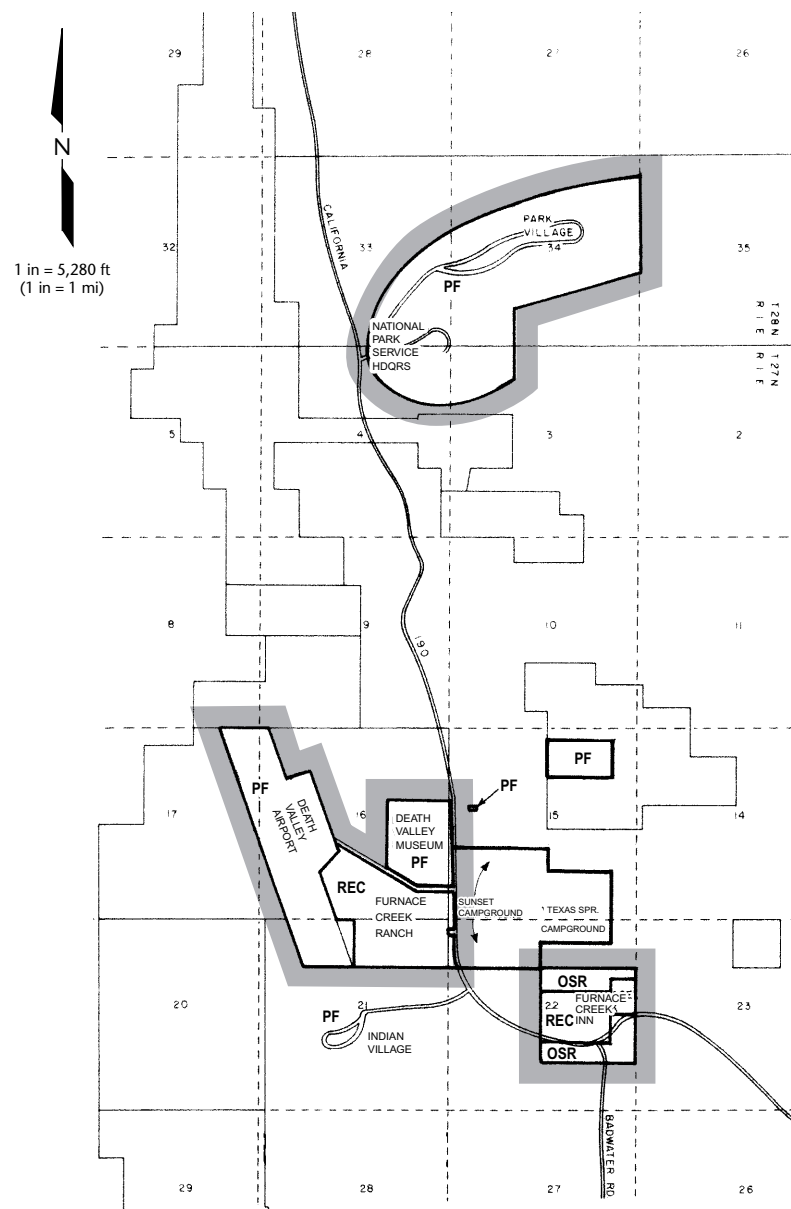 29
28
27
26
N
1 in = 5,280 ft
(1 in = 1 mi)
CALIFORNIA
PARK
VILLAGE
32
33
34
35
PF
NATIONAL
PARK
SERVICE
HDQRS
T28N
R I E
T27N
R I E
5
4
3
2
8
9
10
11
190
PF
PF
PF
17
16
15
14
DEATH
VALLEY
AIRPORT
DEATH
VALLEY
MUSEUM
PF
REC
FURNACE
CREEK
RANCH
SUNSET
CAMPGROUND
TEXAS SPR.
CAMPGROUND
OSR
20
21
22
23
FURNACE
CREEK
INN
REC
OSR
PF
INDIAN
VILLAGE
BADWATER RD
29
28
27
26